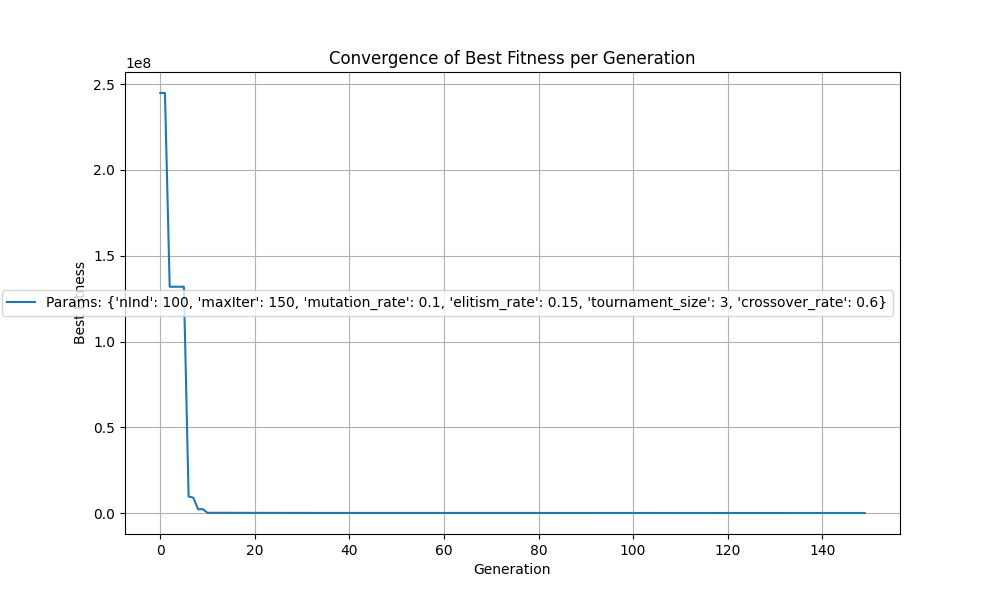 Convergence of Best Fitness per Generation
1e8
2.5
2.0
1.5
Params: {'nInd': 100, 'maxIter': 150, 'mutation_rate': 0.1, 'elitism_rate': 0.15, 'tournament_size': 3, 'crossover_rate': 0.6}
1.0
0.5
0.0
Best Fitness
0 20 40 60 80 100 120 140
Generation